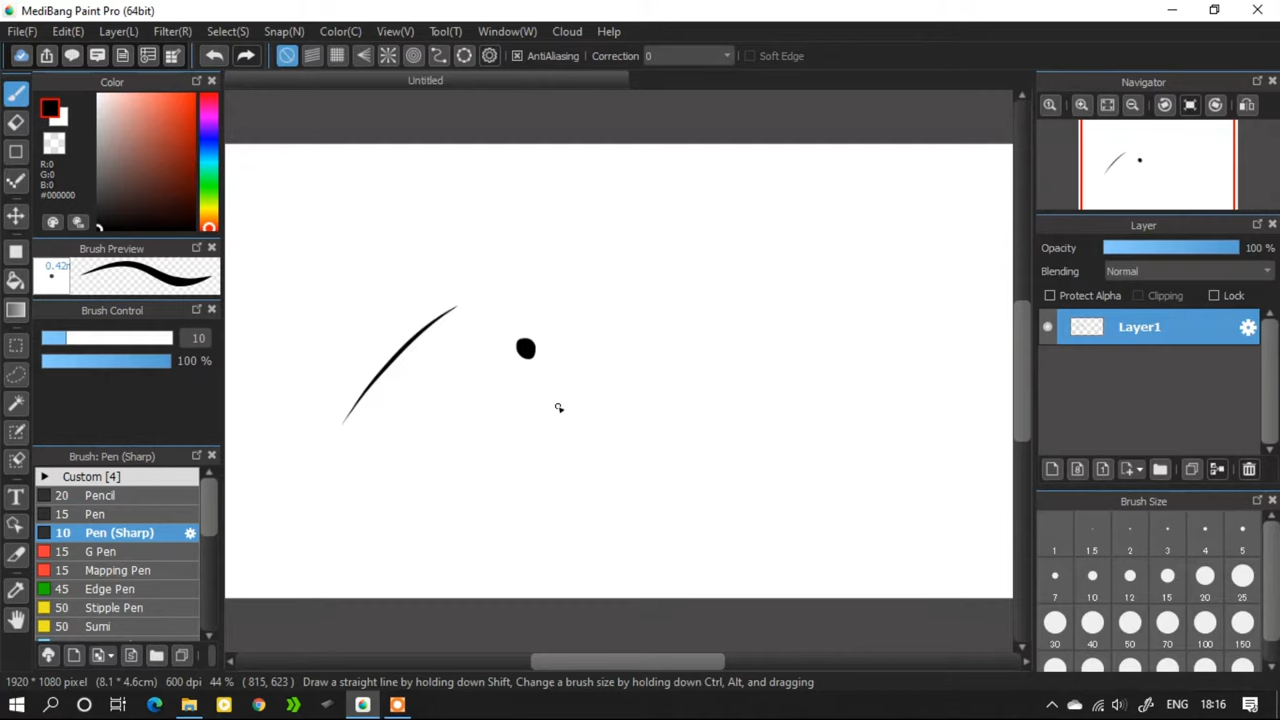 MediBang Paint Pro (64bit)
File(F) Edit(E) Layer(L) Filter(R) Select(S) Snap(N) Color(C) View(V) Tool(T) Window(W) Cloud Help
AntiAliasing Correction 0 Soft Edge
Untitled
Color
R:0
G:0
B:0
#000000
Brush Preview
Brush Control
10
100 %
Brush: Pen (Sharp)
Custom [4]
20 Pencil
15 Pen
10 Pen (Sharp)
15 G Pen
15 Mapping Pen
45 Edge Pen
50 Stipple Pen
50 Sumi
Navigator
Layer
Opacity 100 %
Blending Normal
Protect Alpha Clipping Lock
Layer1
Brush Size
1 1.5 2 3 4 5
7 10 12 15 20 25
30 40 50 70 100 150
1920 * 1080 pixel (8.1 * 4.6cm) 600 dpi 44 % ( 815, 623 ) Draw a straight line by holding down Shift, Change a brush size by holding down Ctrl, Alt, and dragging
ENG 18:16